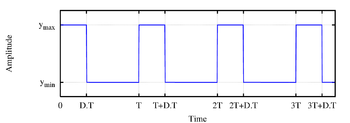 Amplitude
ymax
ymin
0 D.T T T+D.T 2T 2T+D.T 3T 3T+D.T
Time